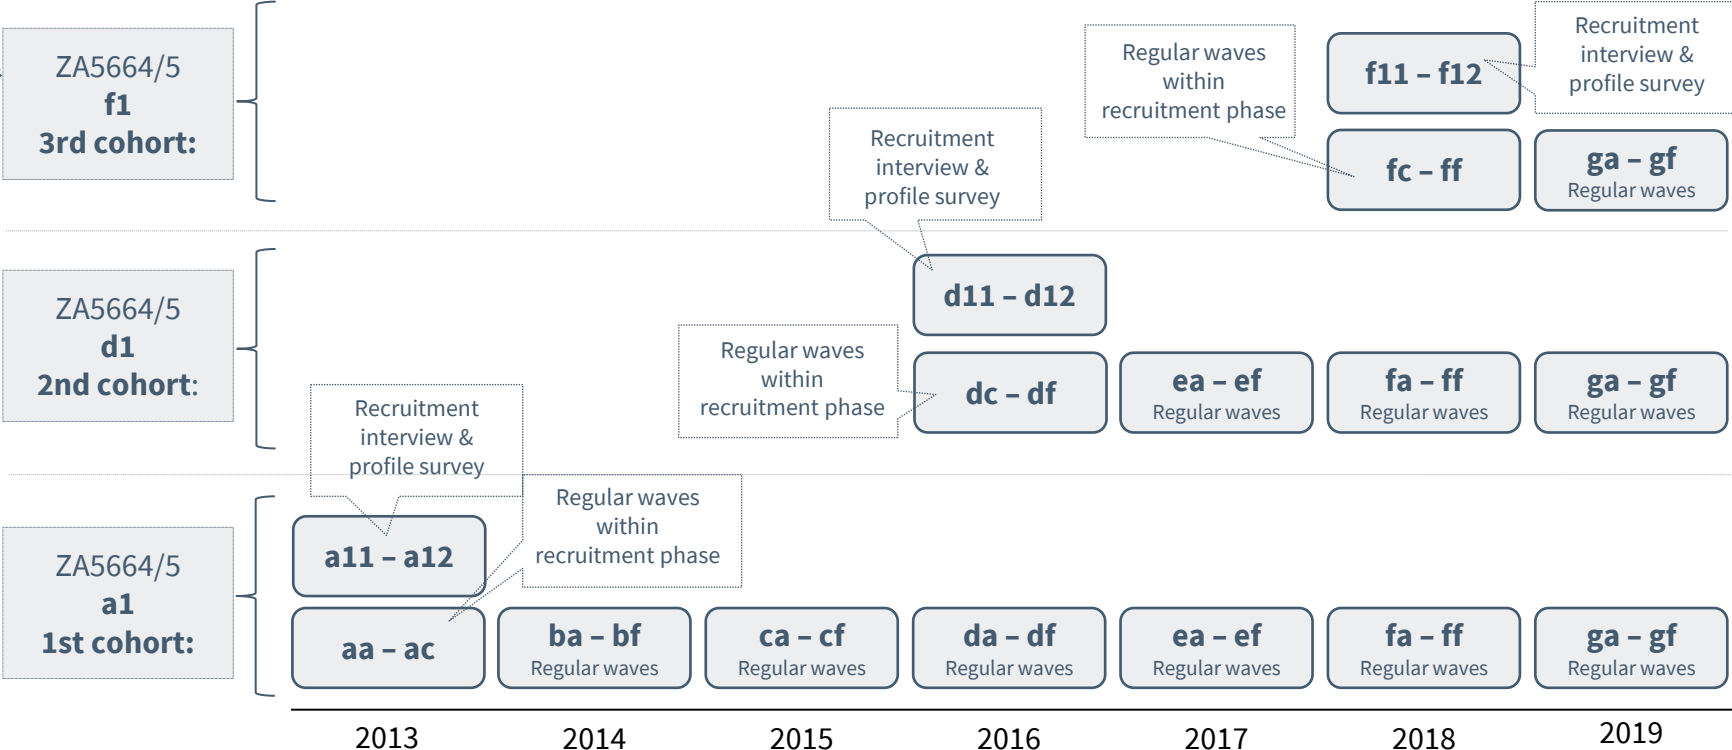 ZA5664/5
f1
3rd cohort:
Regular waves
within
recruitment phase
f11 – f12
Recruitment
interview &
profile survey
fc – ff
ga – gf
Regular waves
Recruitment
interview &
profile survey
ZA5664/5
d1
2nd cohort:
d11 – d12
Regular waves
within
recruitment phase
dc – df
ea – ef
Regular waves
fa – ff
Regular waves
ga – gf
Regular waves
Recruitment
interview &
profile survey
Regular waves
within
recruitment phase
ZA5664/5
a1
1st cohort:
a11 – a12
aa – ac
ba – bf
Regular waves
ca – cf
Regular waves
da – df
Regular waves
ea – ef
Regular waves
fa – ff
Regular waves
ga – gf
Regular waves
2013
2014
2015
2016
2017
2018
2019